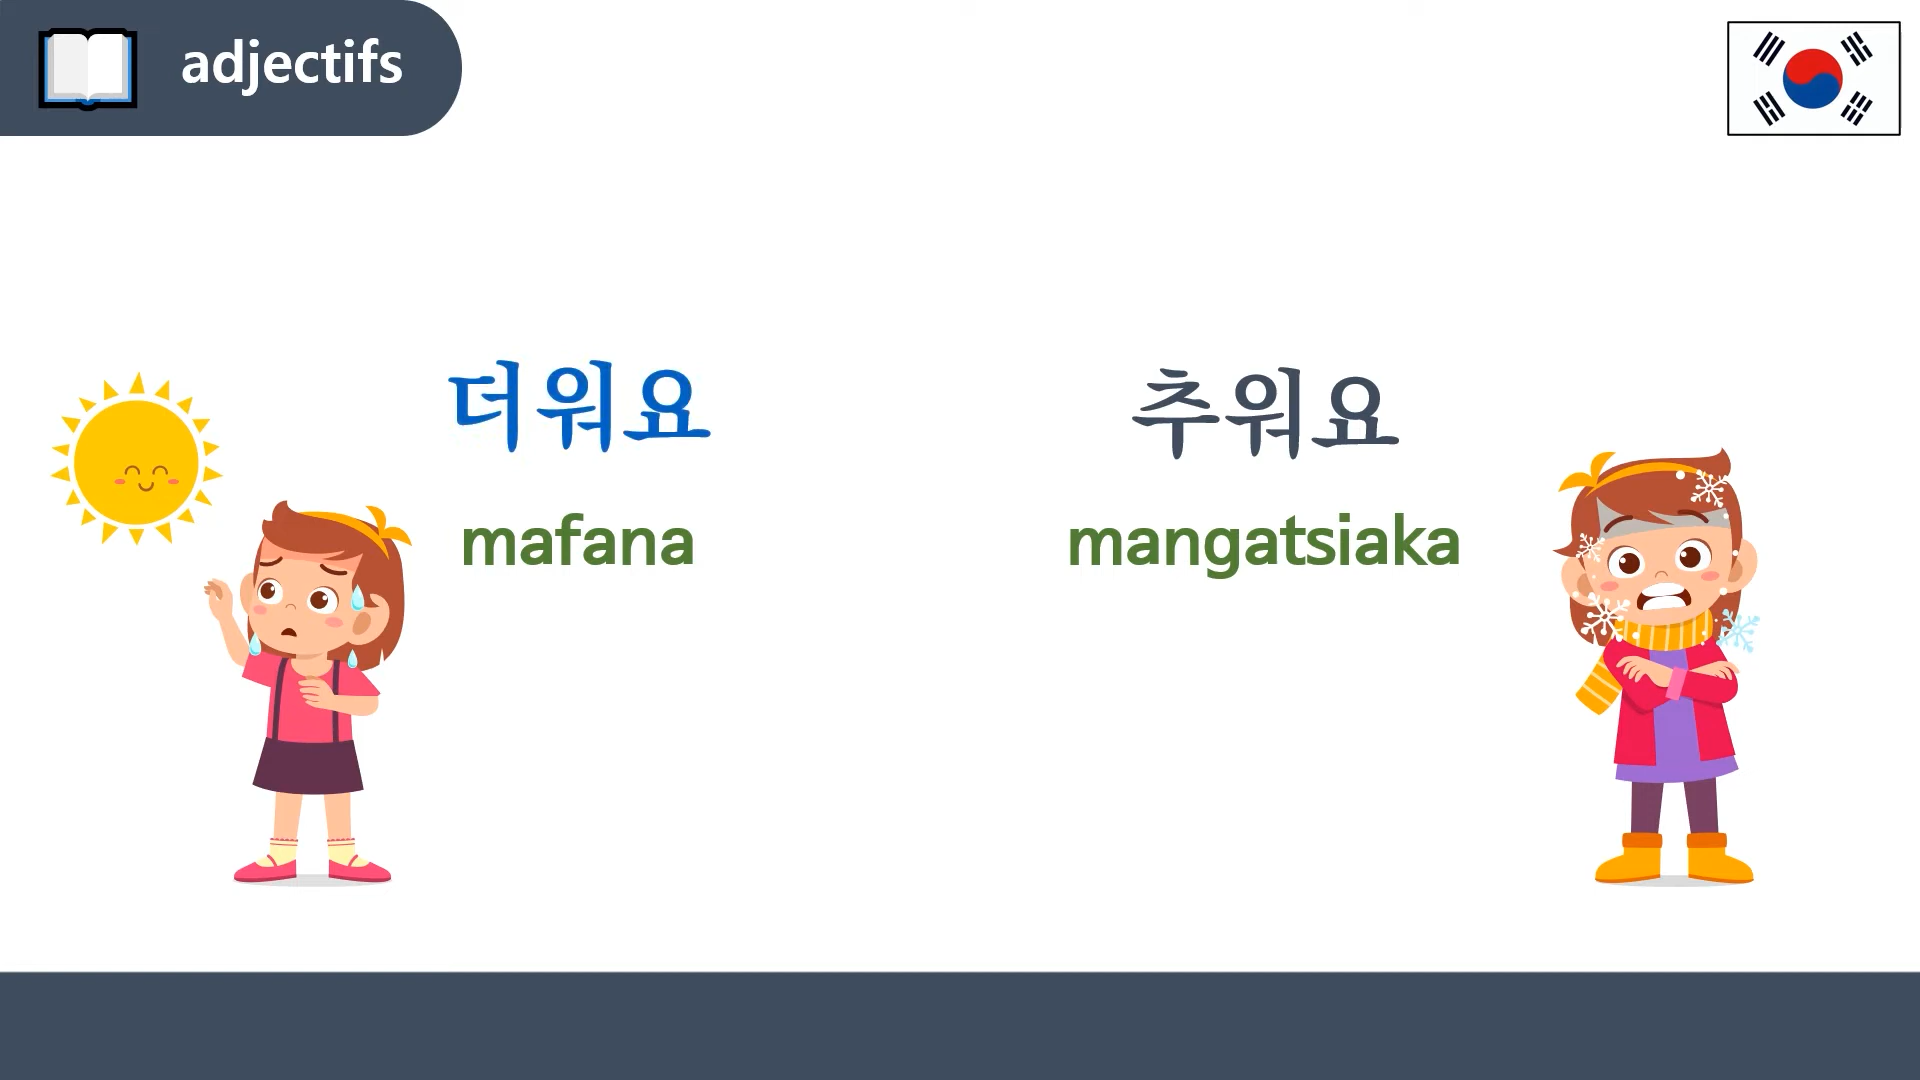 adjectifs
더워요
추워요
mafana
mangatsiaka